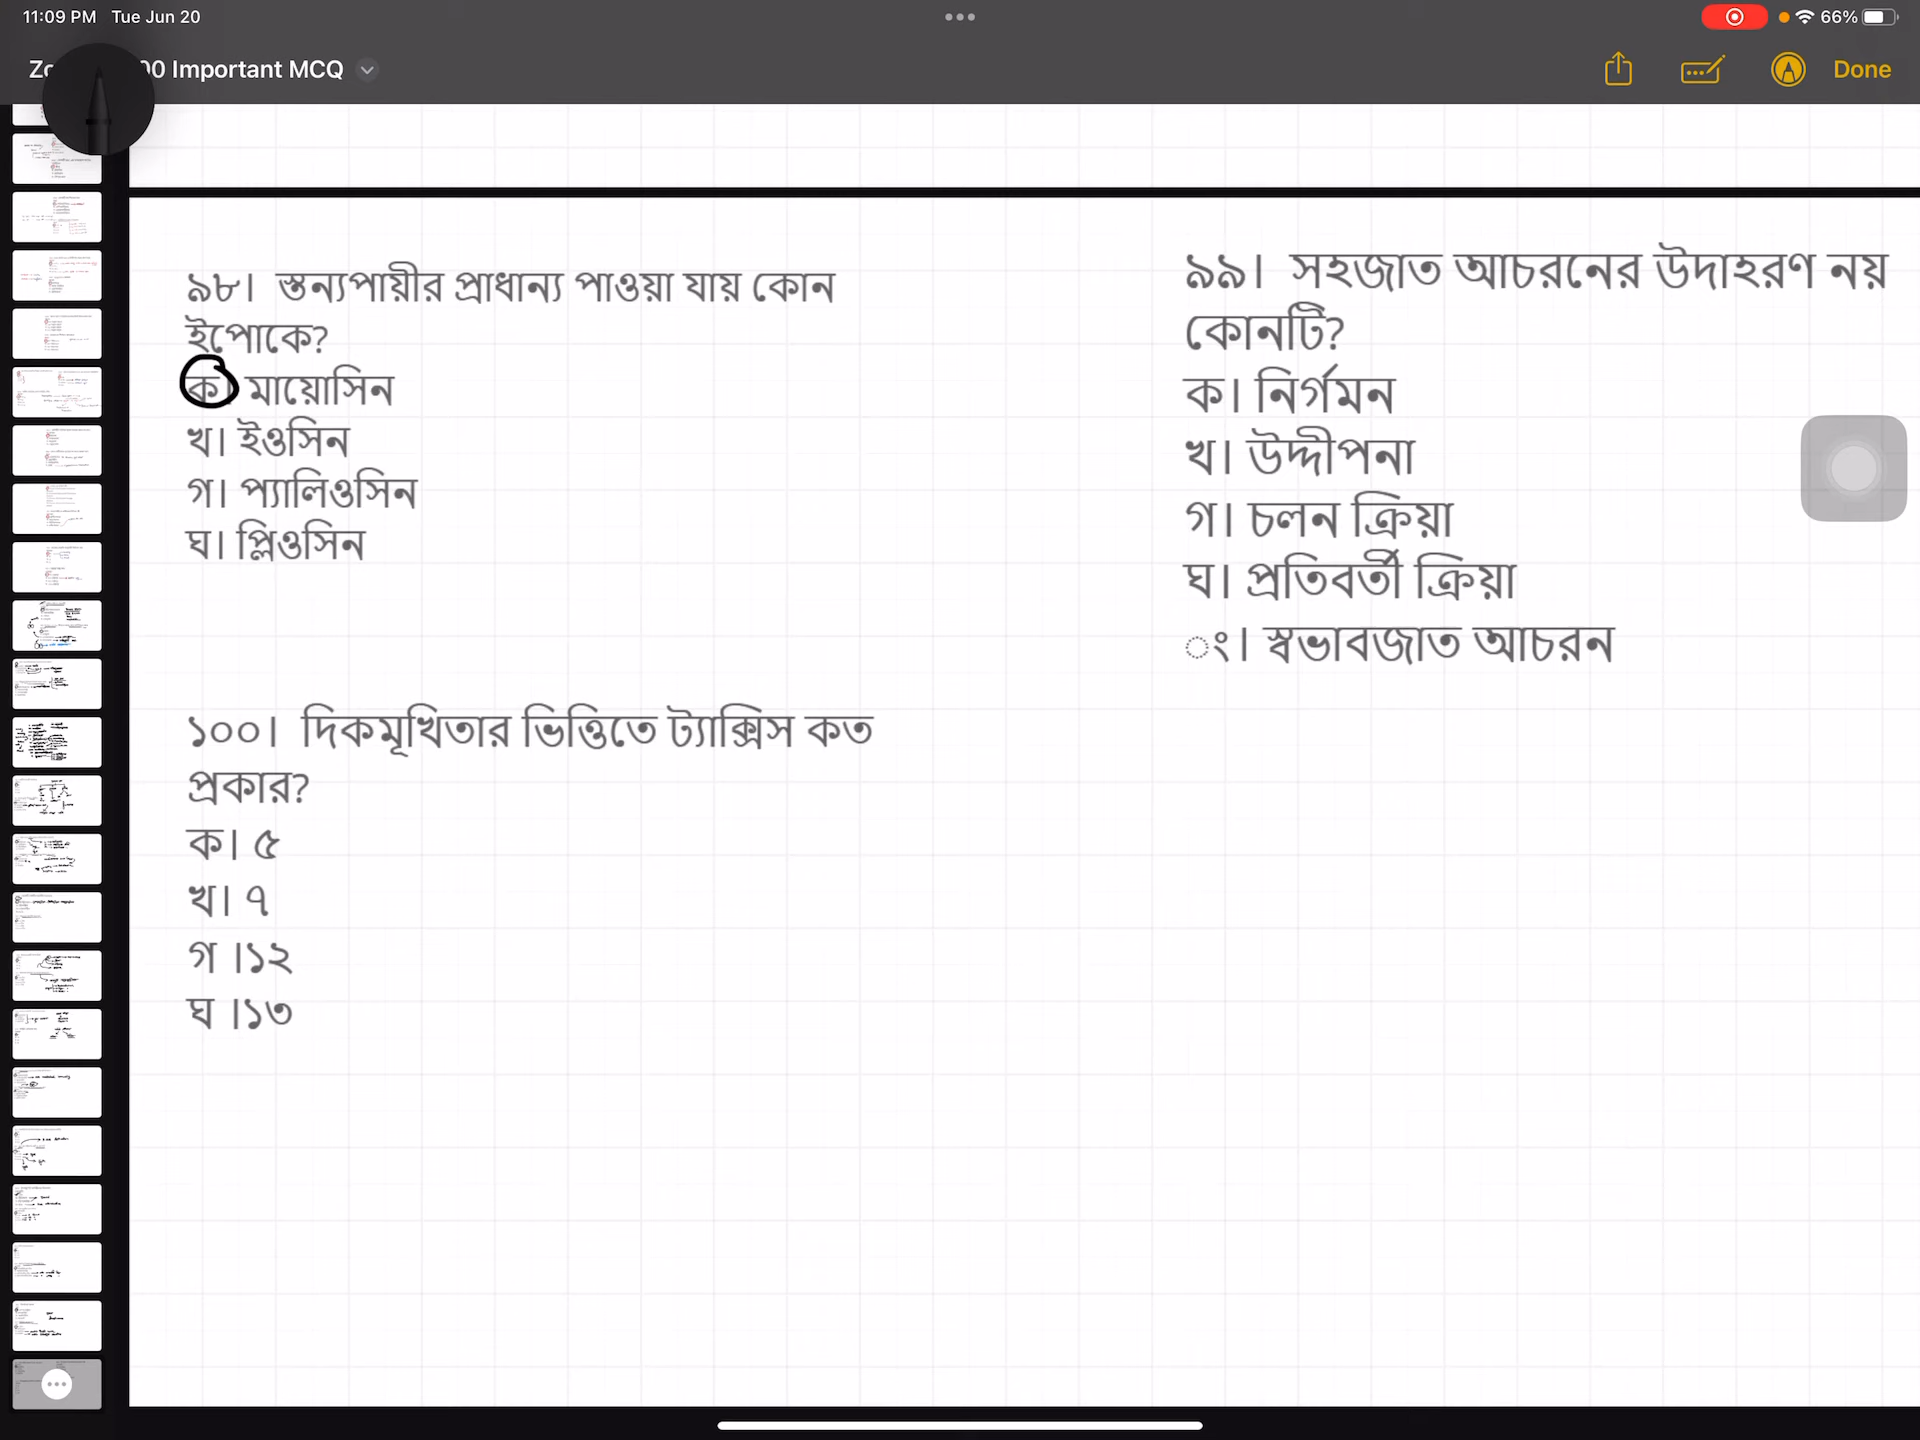 11:09 PM Tue Jun 20
66%
00 Important MCQ
Done
৯৮। স্তন্যপায়ীর প্রাধান্য পাওয়া যায় কোন
ইপোকে?
ক। মায়োসিন
খ। ইওসিন
গ। প্যালিওসিন
ঘ। প্লিওসিন
৯৯। সহজাত আচরনের উদাহরণ নয়
কোনটি?
ক। নির্গমন
খ। উদ্দীপনা
গ। চলন ক্রিয়া
ঘ। প্রতিবর্তী ক্রিয়া
ং। স্বভাবজাত আচরন
১০০। দিকমূখিতার ভিত্তিতে ট্যাক্সিস কত
প্রকার?
ক। ৫
খ। ৭
গ ।১২
ঘ ।১৩